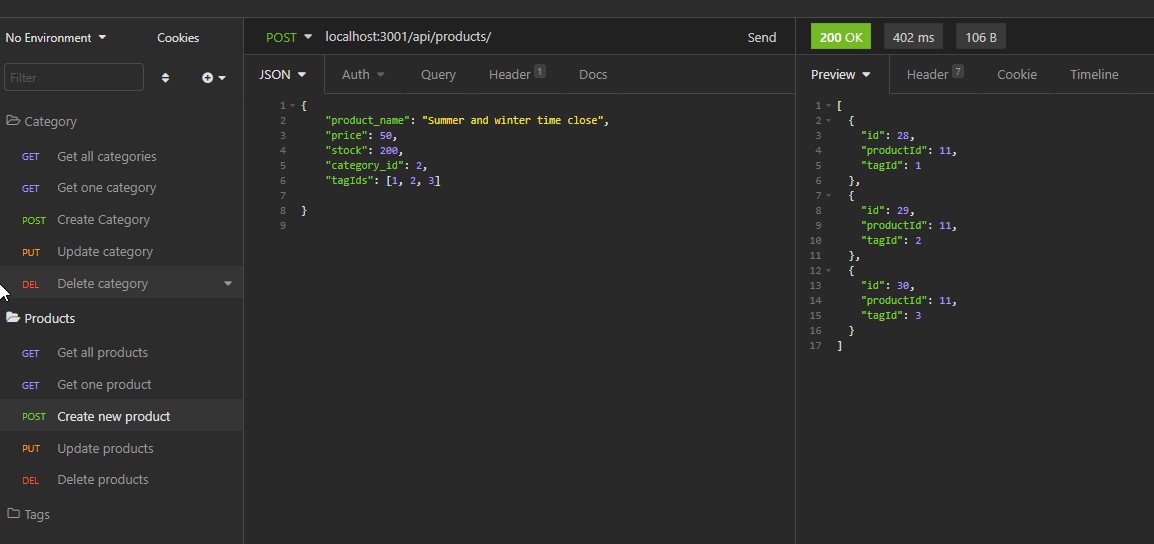 No Environment
Cookies
Filter
Category
GET Get all categories
GET Get one category
POST Create Category
PUT Update category
DEL Delete category
Products
GET Get all products
GET Get one product
POST Create new product
PUT Update products
DEL Delete products
Tags
POST localhost:3001/api/products/ Send
JSON Auth Query Header 1 Docs
1 {
2 "product_name": "Summer and winter time close",
3 "price": 50,
4 "stock": 200,
5 "category_id": 2,
6 "tagIds": [1, 2, 3]
7
8 }
9
200 OK 402 ms 106 B
Preview Header 7 Cookie Timeline
1 [
2 {
3 "id": 28,
4 "productId": 11,
5 "tagId": 1
6 },
7 {
8 "id": 29,
9 "productId": 11,
10 "tagId": 2
11 },
12 {
13 "id": 30,
14 "productId": 11,
15 "tagId": 3
16 }
17 ]